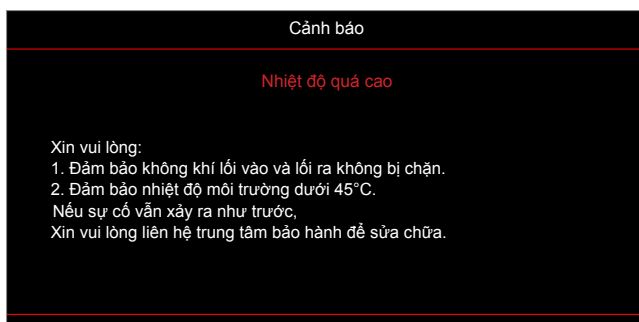 Cảnh báo
Nhiệt độ quá cao
Xin vui lòng:
1. Đảm bảo không khí lối vào và lối ra không bị chặn.
2. Đảm bảo nhiệt độ môi trường dưới 45°C.
Nếu sự cố vẫn xảy ra như trước,
Xin vui lòng liên hệ trung tâm bảo hành để sửa chữa.